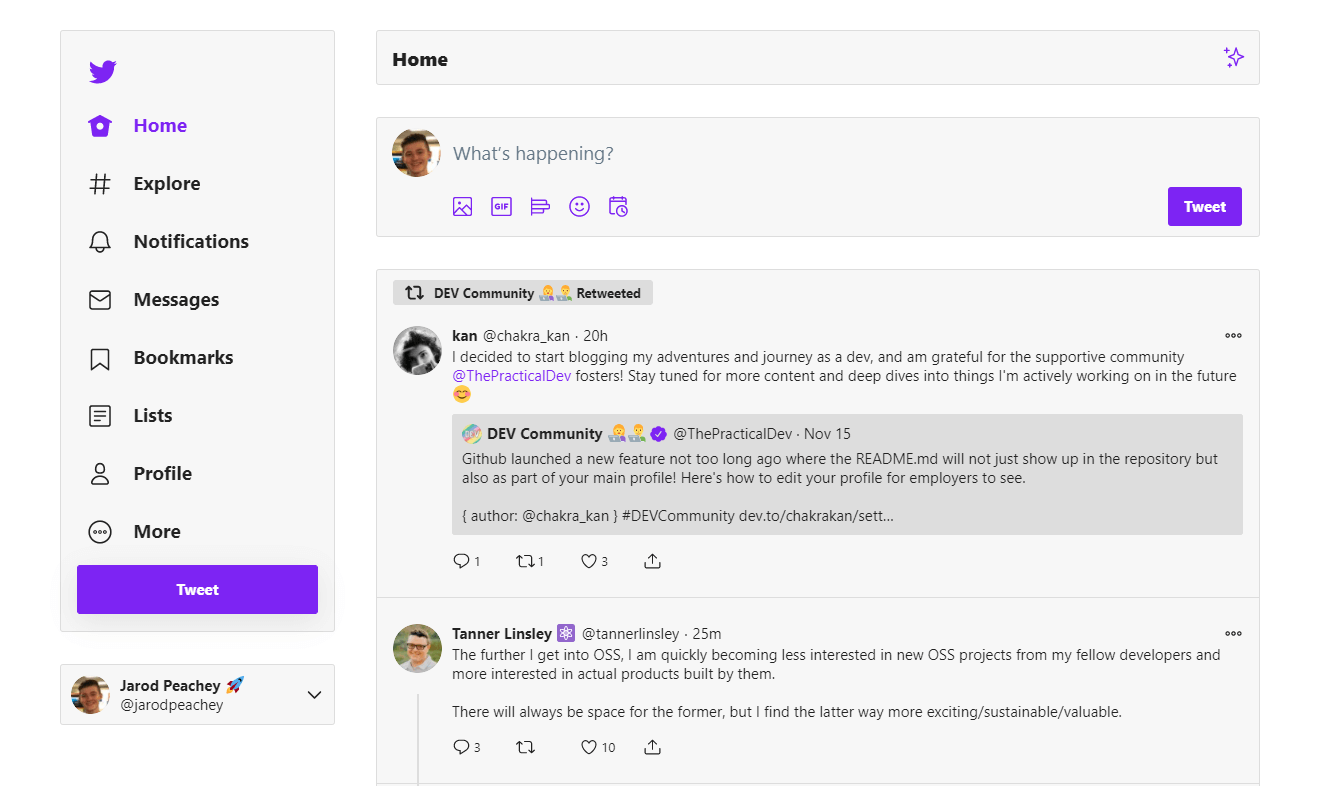 Home
Explore
Notifications
Messages
Bookmarks
Lists
Profile
More
Tweet
Jarod Peachey 🚀
@jarodpeachey
Home
What's happening?
GIF
Tweet
DEV Community 👩‍💻👨‍💻 Retweeted
kan @chakra_kan · 20h
I decided to start blogging my adventures and journey as a dev, and am grateful for the supportive community
@ThePracticalDev fosters! Stay tuned for more content and deep dives into things I'm actively working on in the future
😊
DEV Community 👩‍💻👨‍💻 @ThePracticalDev · Nov 15
Github launched a new feature not too long ago where the README.md will not just show up in the repository but
also as part of your main profile! Here's how to edit your profile for employers to see.
{ author: @chakra_kan } #DEVCommunity dev.to/chakrakan/sett…
1 1 3
Tanner Linsley ⚛ @tannerlinsley · 25m
The further I get into OSS, I am quickly becoming less interested in new OSS projects from my fellow developers and
more interested in actual products built by them.
There will always be space for the former, but I find the latter way more exciting/sustainable/valuable.
3 10